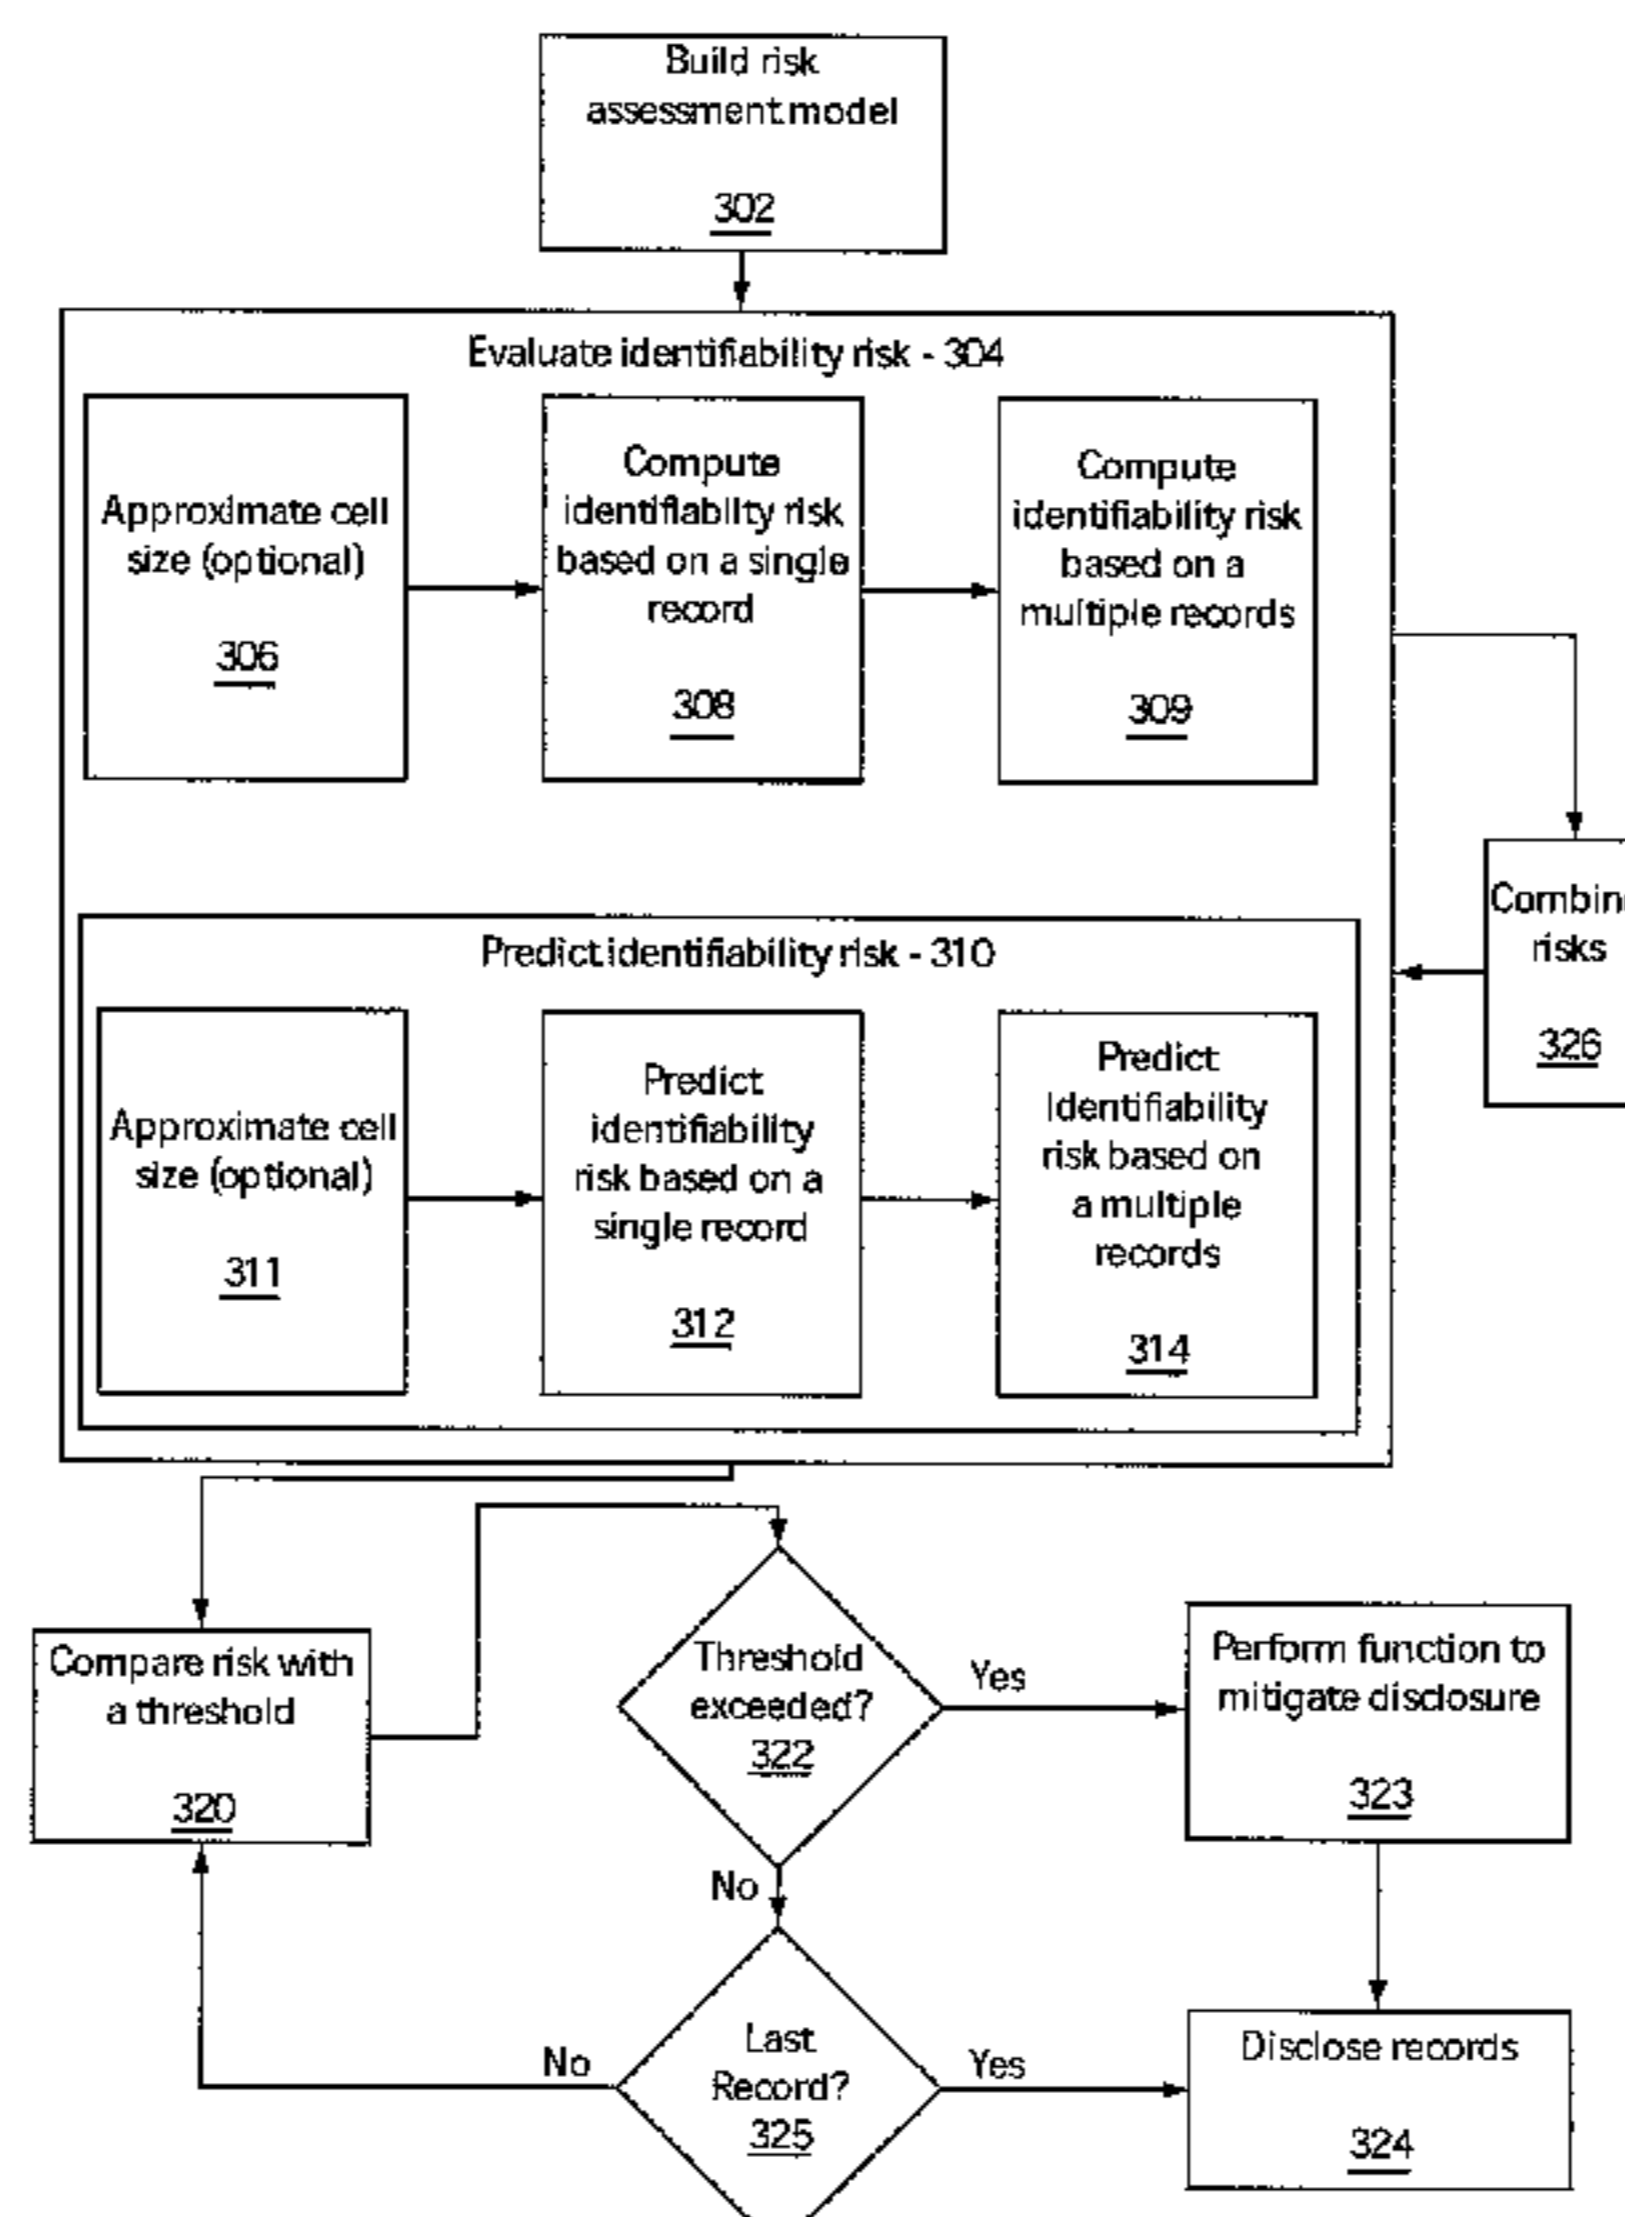 Build risk
assessment model
302
Evaluate identifiability risk - 304
Approximate cell
size (optional)
306
Compute
identifiability risk
based on a single
record
308
Compute
identifiability risk
based on a
multiple records
309
Combin
risks
326
Predict identifiability risk - 310
Approximate cell
size (optional)
311
Predict
identifiability
risk based on a
single record
312
Predict
Identifiability
risk based on
a multiple
records
314
Compare risk with
a threshold
320
Threshold
exceeded?
322
Yes
Perform function to
mitigate disclosure
323
No
Last
Record?
325
No
Yes
Disclose records
324